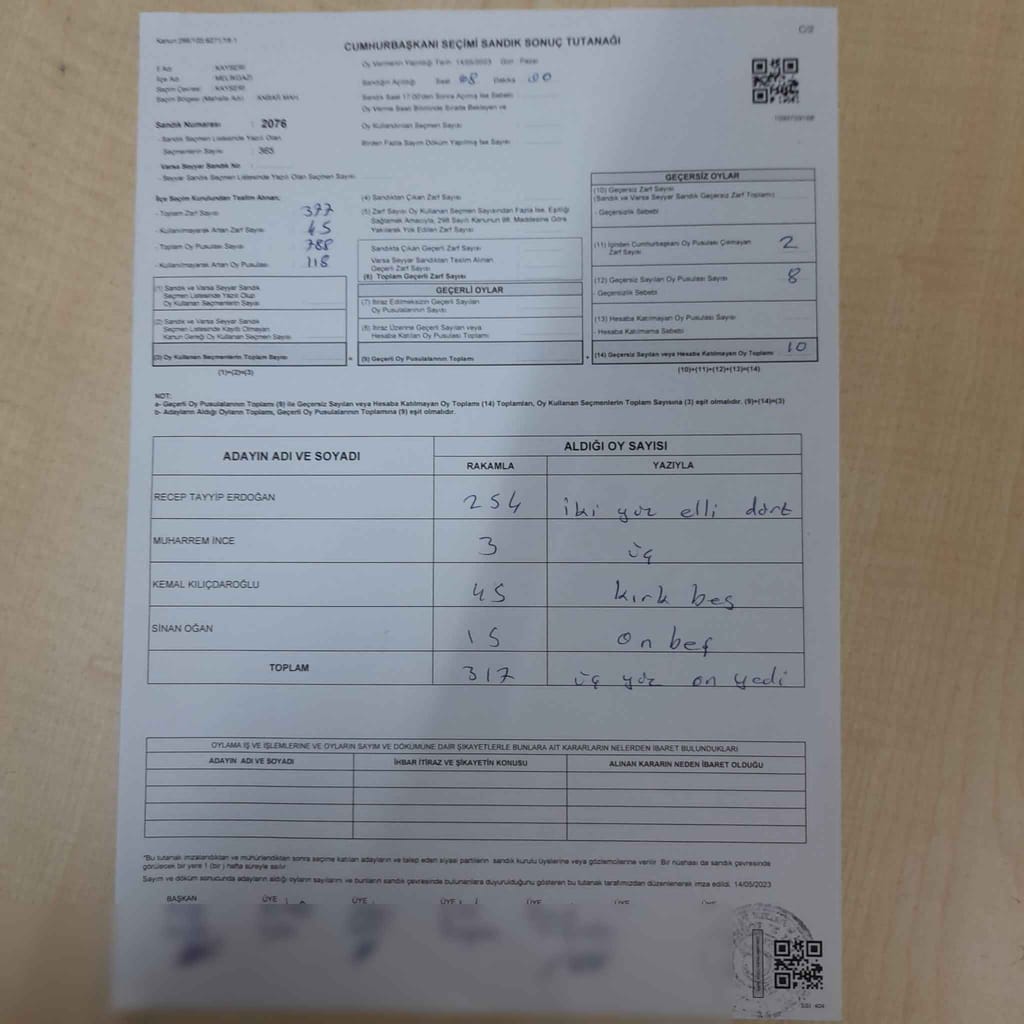 C/2
CUMHURBAŞKANI SEÇİMİ SANDIK SONUÇ TUTANAĞI
İl Adı : KAYSERİ
İlçe Adı : MELİKGAZİ
Seçim Çevresi : KAYSERİ
Seçim Bölgesi (Mahalle Adı) :
Oy Vermenin Yapıldığı Tarih 14/05/2023 Gün : Pazar
Sandığın Açıldığı Saat 08 Dakika 00
Sandık Saat 17:00'den Sonra Açılmış İse Sebebi
Oy Verme Saati Bitiminde Sırada Bekleyen ve
Oy Kullandırılan Seçmen Sayısı
Birden Fazla Sayım Döküm Yapılmış İse Sayısı
Sandık Numarası : 2076
- Sandık Seçmen Listesinde Yazılı Olan
Seçmenlerin Sayısı : 365
Varsa Seyyar Sandık No :
- Seyyar Sandık Seçmen Listesinde Yazılı Olan Seçmen Sayısı
İlçe Seçim Kurulundan Teslim Alınan;
- Toplam Zarf Sayısı 377
- Kullanılmayarak Artan Zarf Sayısı 45
- Toplam Oy Pusulası Sayısı 788
- Kullanılmayarak Artan Oy Pusulası 118
(1) Sandık ve Varsa Seyyar Sandık
Seçmen Listesinde Yazılı Olup
Oy Kullanan Seçmenlerin Sayısı
(2) Sandık ve Varsa Seyyar Sandık
Seçmen Listesinde Kayıtlı Olmayan
Kanun Gereği Oy Kullanan Seçmen Sayısı
(3) Oy Kullanan Seçmenlerin Toplam Sayısı
(1)+(2)=(3)
(4) Sandıktan Çıkan Zarf Sayısı
(5) Zarf Sayısı Oy Kullanan Seçmen Sayısından Fazla İse, Eşitliği
Sağlamak Amacıyla, 298 Sayılı Kanunun 98. Maddesine Göre
Yakılarak Yok Edilen Zarf Sayısı
Sandıkta Çıkan Geçerli Zarf Sayısı
Varsa Seyyar Sandıktan Teslim Alınan
Geçerli Zarf Sayısı
(6) Toplam Geçerli Zarf Sayısı
GEÇERLİ OYLAR
(7) İtiraz Edilmeksizin Geçerli Sayılan
Oy Pusulalarının Sayısı
(8) İtiraz Üzerine Geçerli Sayılan veya
Hesaba Katılan Oy Pusulası Toplamı
= (9) Geçerli Oy Pusulalarının Toplamı
GEÇERSİZ OYLAR
(10) Geçersiz Zarf Sayısı
(Sandık ve Varsa Seyyar Sandık Geçersiz Zarf Toplamı)
- Geçersizlik Sebebi
(11) İçinden Cumhurbaşkanı Oy Pusulası Çıkmayan 2
Zarf Sayısı
(12) Geçersiz Sayılan Oy Pusulası Sayısı 8
- Geçersizlik Sebebi
(13) Hesaba Katılmayan Oy Pusulası Sayısı
- Hesaba Katılmama Sebebi
+ (14) Geçersiz Sayılan veya Hesaba Katılmayan Oy Toplamı 10
(10)+(11)+(12)+(13)=(14)
NOT:
a- Geçerli Oy Pusulalarının Toplamı (9) ile Geçersiz Sayılan veya Hesaba Katılmayan Oy Toplamı (14) Toplamları, Oy Kullanan Seçmenlerin Toplam Sayısına (3) eşit olmalıdır. (9)+(14)=(3)
b- Adayların Aldığı Oyların Toplamı, Geçerli Oy Pusulalarının Toplamına (9) eşit olmalıdır.
ADAYIN ADI VE SOYADI ALDIĞI OY SAYISI
RAKAMLA YAZIYLA
RECEP TAYYİP ERDOĞAN 254 iki yüz elli dört
MUHARREM İNCE 3 üç
KEMAL KILIÇDAROĞLU 45 kırk beş
SİNAN OĞAN 15 on beş
TOPLAM 317 üç yüz on yedi
OYLAMA İŞ VE İŞLEMLERİNE VE OYLARIN SAYIM VE DÖKÜMÜNE DAİR ŞİKAYETLERLE BUNLARA AİT KARARLARIN NELERDEN İBARET BULUNDUKLARI
ADAYIN ADI VE SOYADI İHBAR İTİRAZ VE ŞİKAYETİN KONUSU ALINAN KARARIN NEDEN İBARET OLDUĞU
*Bu tutanak imzalandıktan ve mühürlendikten sonra seçime katılan adayların ve talep eden siyasi partilerin sandık kurulu üyelerine veya gözlemcilerine verilir. Bir nüshası da sandık çevresinde
görülecek bir yere 1 (bir) hafta süreyle asılır.
Sayım ve döküm sonucunda adayların aldığı oyların sayılarını ve bunların sandık çevresinde bulunanlara duyurulduğunu gösteren bu tutanak tarafımızdan düzenlenerek imza edildi. 14/05/2023
BAŞKAN ÜYE ÜYE ÜYE ÜYE ÜYE ÜYE